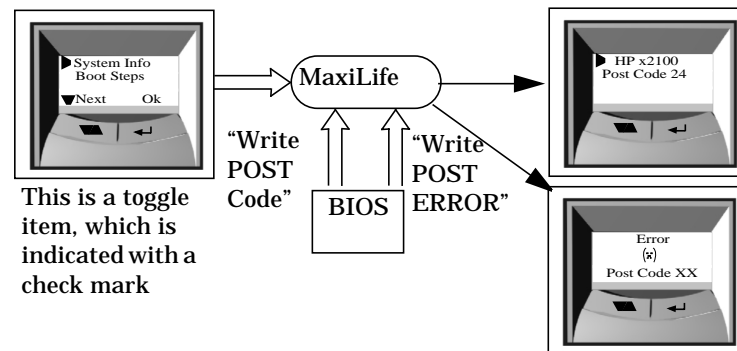 System Info
Boot Steps
Next Ok
This is a toggle
item, which is
indicated with a
check mark
MaxiLife
“Write
POST
Code”
BIOS
“Write
POST
ERROR”
HP x2100
Post Code 24
Error
Post Code XX